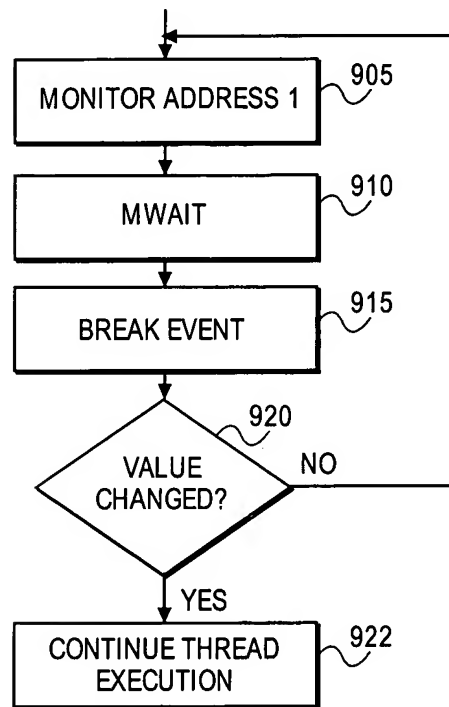 905
MONITOR ADDRESS 1
910
MWAIT
915
BREAK EVENT
920
VALUE
CHANGED?
NO
YES
922
CONTINUE THREAD
EXECUTION